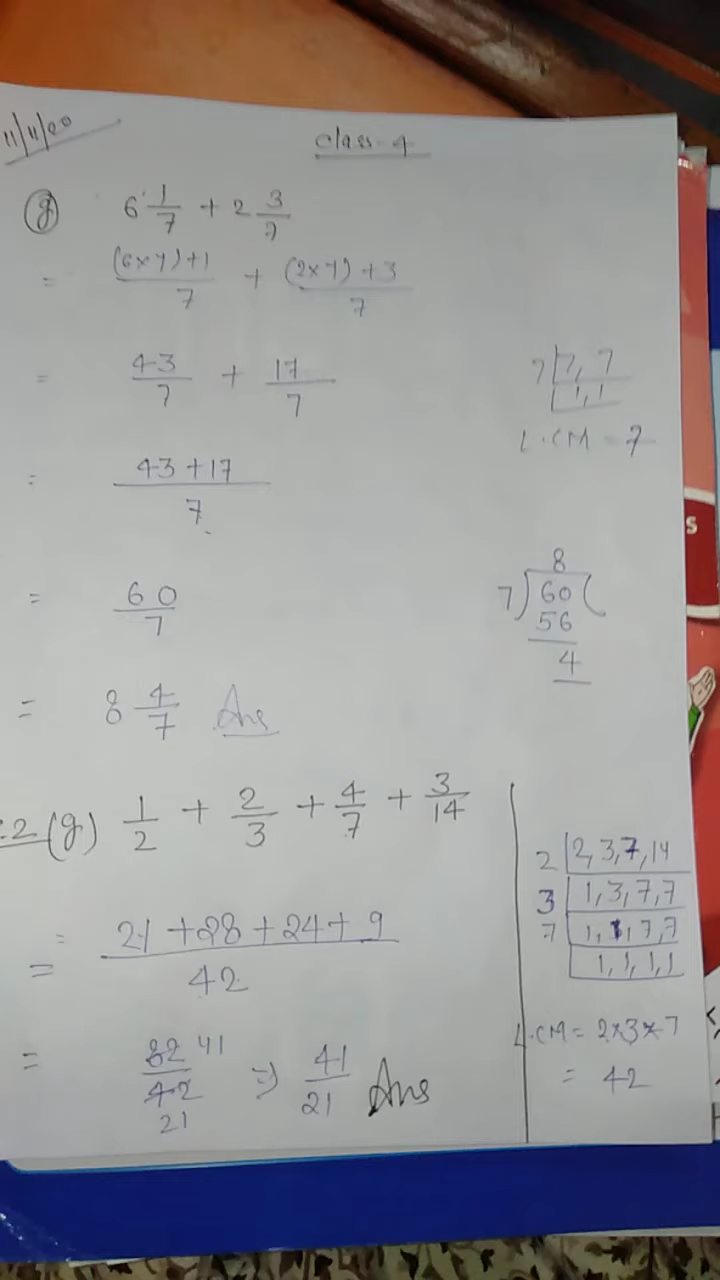 11/11/20
Class-4
(g) 6 1/7 + 2 3/7
= (6×7)+1/7 + (2×7)+3/7
= 43/7 + 17/7
7 | 7, 7
1, 1
L.CM = 7
= 43+17/7
= 60/7
8
7 ) 60 (
56
4
= 8 4/7 Ans
2 (g) 1/2 + 2/3 + 4/7 + 3/14
2 | 2, 3, 7, 14
3 | 1, 3, 7, 7
7 | 1, 1, 7, 7
1, 1, 1, 1
= 21 + 28 + 24 + 9/42
L.CM = 2×3×7
= 42
= 82 41/42 21 ⇒ 41/21 Ans
S